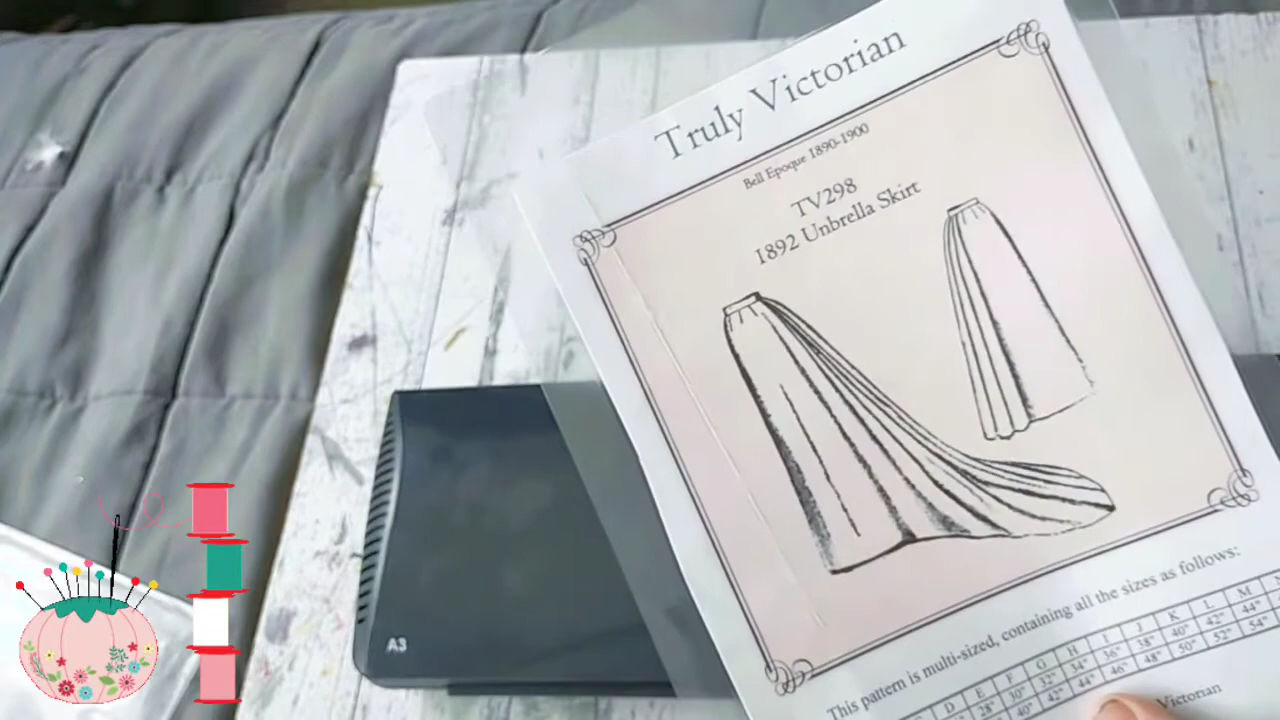 Truly Victorian
Bell Epoque 1890-1900
TV298
1892 Unbrella Skirt
This pattern is multi-sized, containing all the sizes as follows:
D E F G H I J K L M
28" 30" 32" 34" 36" 38" 40" 42" 44"
40" 42" 44" 46" 48" 50" 52" 54"
Victorian
A3